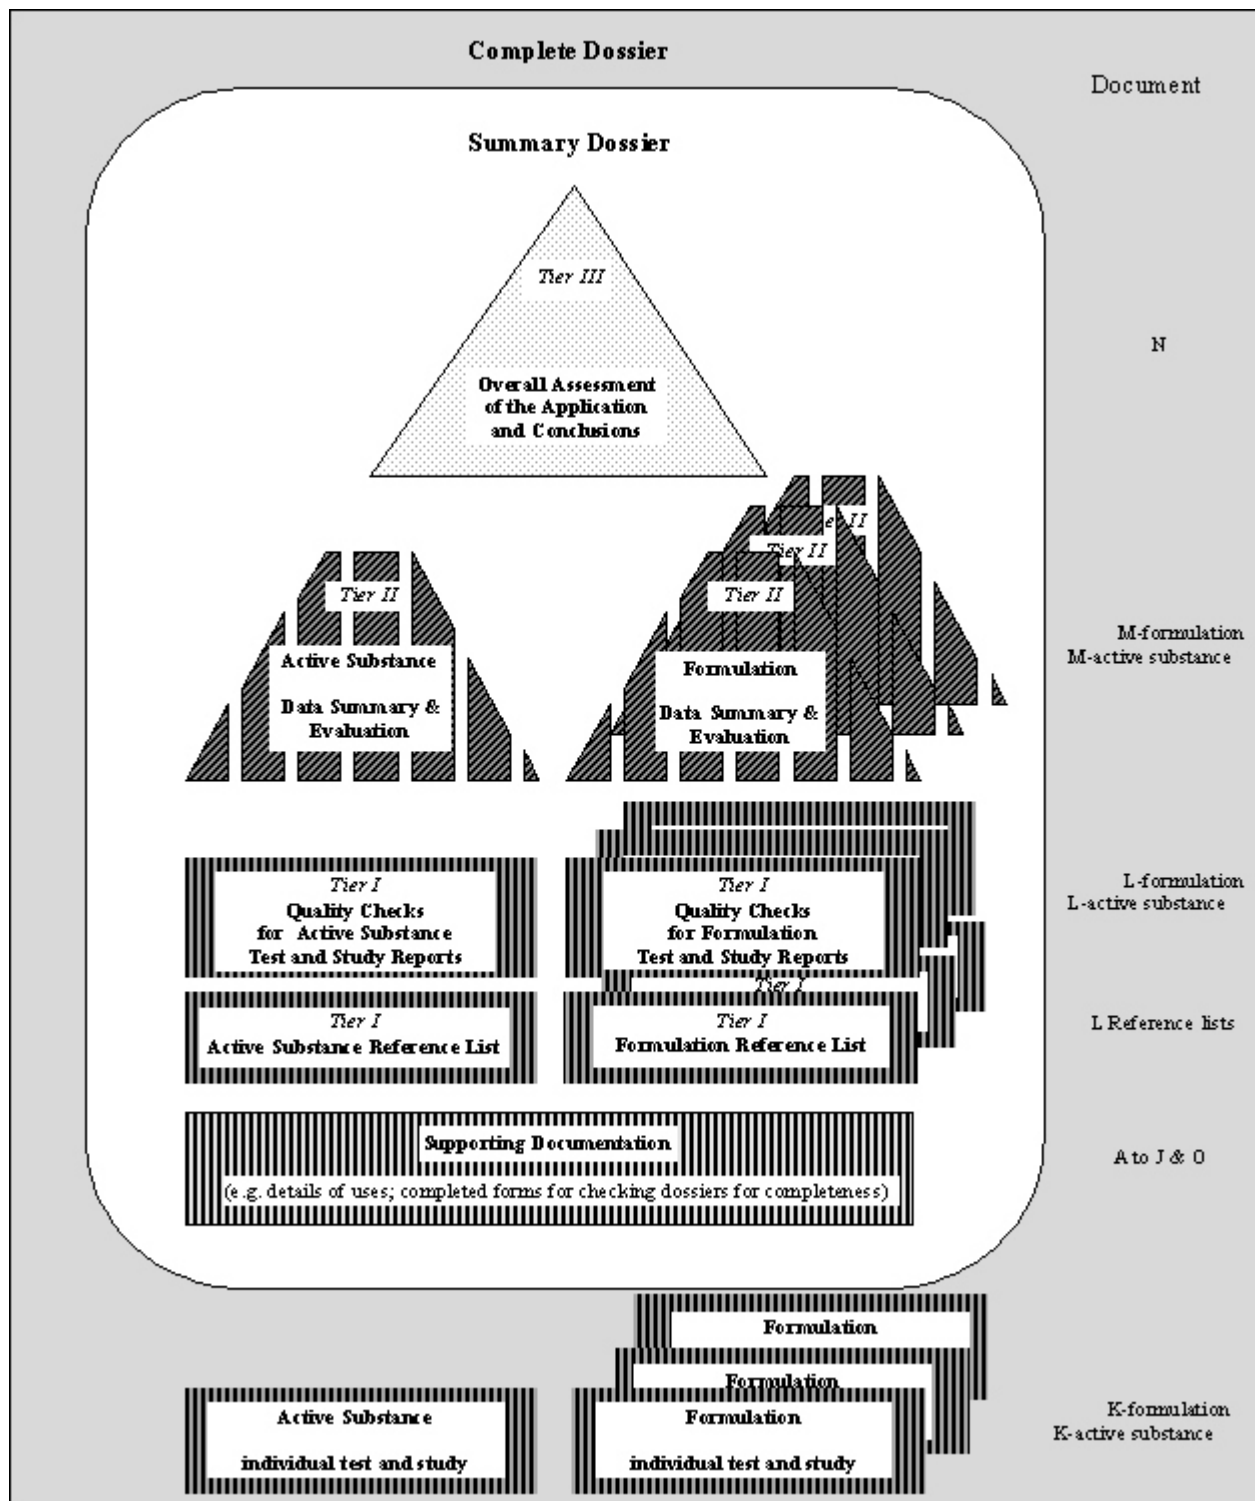 Complete Dossier
Document
Summary Dossier
Tier III
Overall Assessment
of the Application
and Conclusions
N
e II
Tier II
Tier II
Tier II
Active Substance
Data Summary &
Evaluation
Formulation
Data Summary &
Evaluation
M-formulation
M-active substance
Tier I
Quality Checks
for Active Substance
Test and Study Reports
Tier I
Quality Checks
for Formulation
Test and Study Reports
L-formulation
L-active substance
Tier I
Tier I
Active Substance Reference List
Tier I
Formulation Reference List
L Reference lists
Supporting Documentation
(e.g. details of uses; completed forms for checking dossiers for completeness)
A to J & O
Formulation
Formulation
Active Substance
individual test and study
Formulation
individual test and study
K-formulation
K-active substance